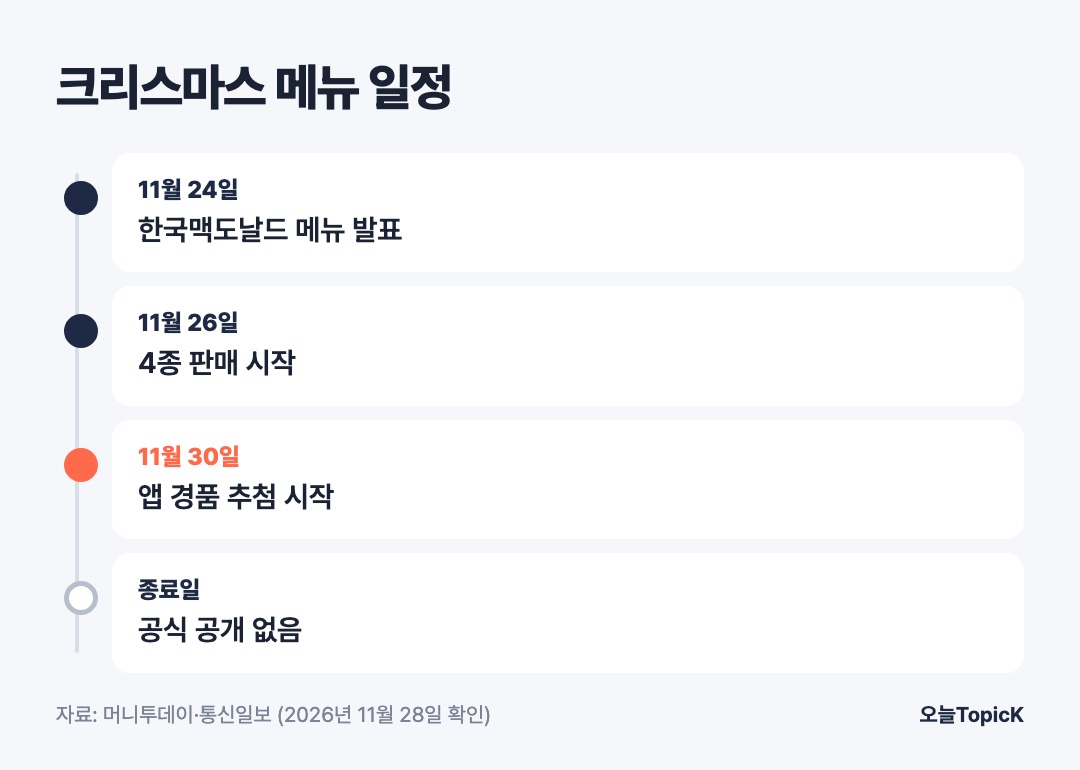 크리스마스 메뉴 일정
11월 24일
한국맥도날드 메뉴 발표
11월 26일
4종 판매 시작
11월 30일
앱 경품 추첨 시작
종료일
공식 공개 없음
자료: 머니투데이·통신일보 (2026년 11월 28일 확인)
오늘TopicK